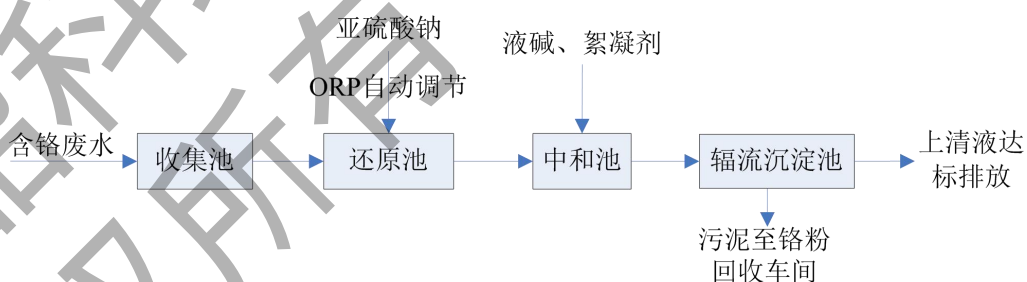 亚硫酸钠
ORP自动调节
液碱、絮凝剂
含铬废水
收集池
还原池
中和池
辐流沉淀池
上清液达
标排放
污泥至铬粉
回收车间
所有